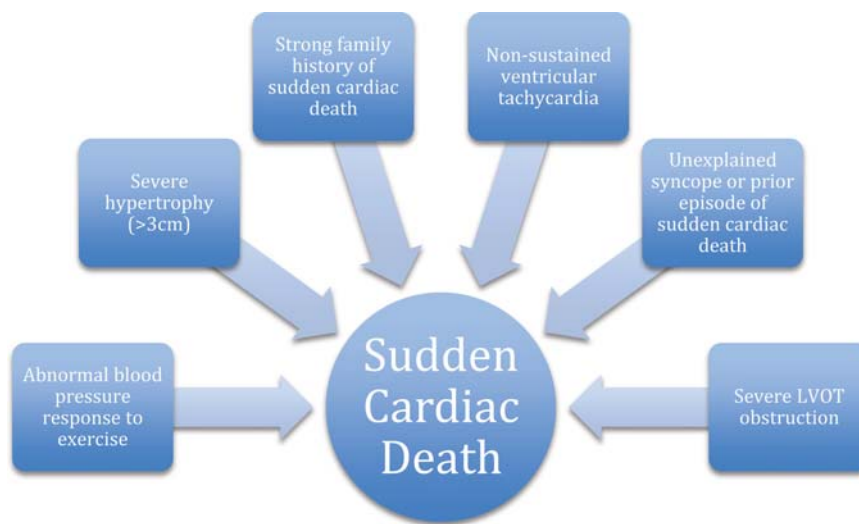 Strong family
history of
sudden cardiac
death
Non-sustained
ventricular
tachycardia
Severe
hypertrophy
(>3cm)
Unexplained
syncope or prior
episode of
sudden cardiac
death
Abnormal blood
pressure
response to
exercise
Sudden
Cardiac
Death
Severe LVOT
obstruction